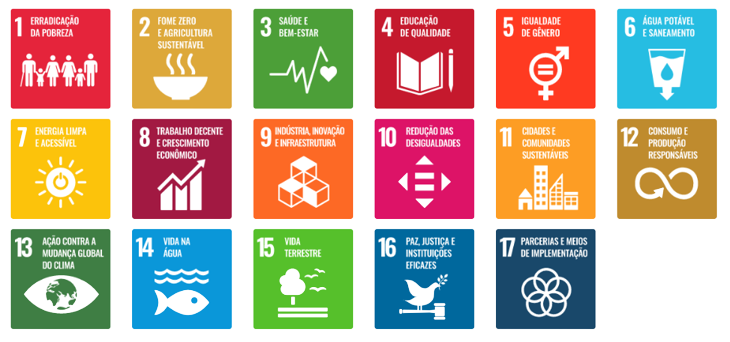 1 ERRADICAÇÃO
DA POBREZA
2 FOME ZERO
E AGRICULTURA
SUSTENTÁVEL
3 SAÚDE E
BEM-ESTAR
4 EDUCAÇÃO
DE QUALIDADE
5 IGUALDADE
DE GÊNERO
6 ÁGUA POTÁVEL
E SANEAMENTO
7 ENERGIA LIMPA
E ACESSÍVEL
8 TRABALHO DECENTE
E CRESCIMENTO
ECONÔMICO
9 INDÚSTRIA, INOVAÇÃO
E INFRAESTRUTURA
10 REDUÇÃO DAS
DESIGUALDADES
11 CIDADES E
COMUNIDADES
SUSTENTÁVEIS
12 CONSUMO E
PRODUÇÃO
RESPONSÁVEIS
13 AÇÃO CONTRA A
MUDANÇA GLOBAL
DO CLIMA
14 VIDA NA
ÁGUA
15 VIDA
TERRESTRE
16 PAZ, JUSTIÇA E
INSTITUIÇÕES
EFICAZES
17 PARCERIAS E MEIOS
DE IMPLEMENTAÇÃO